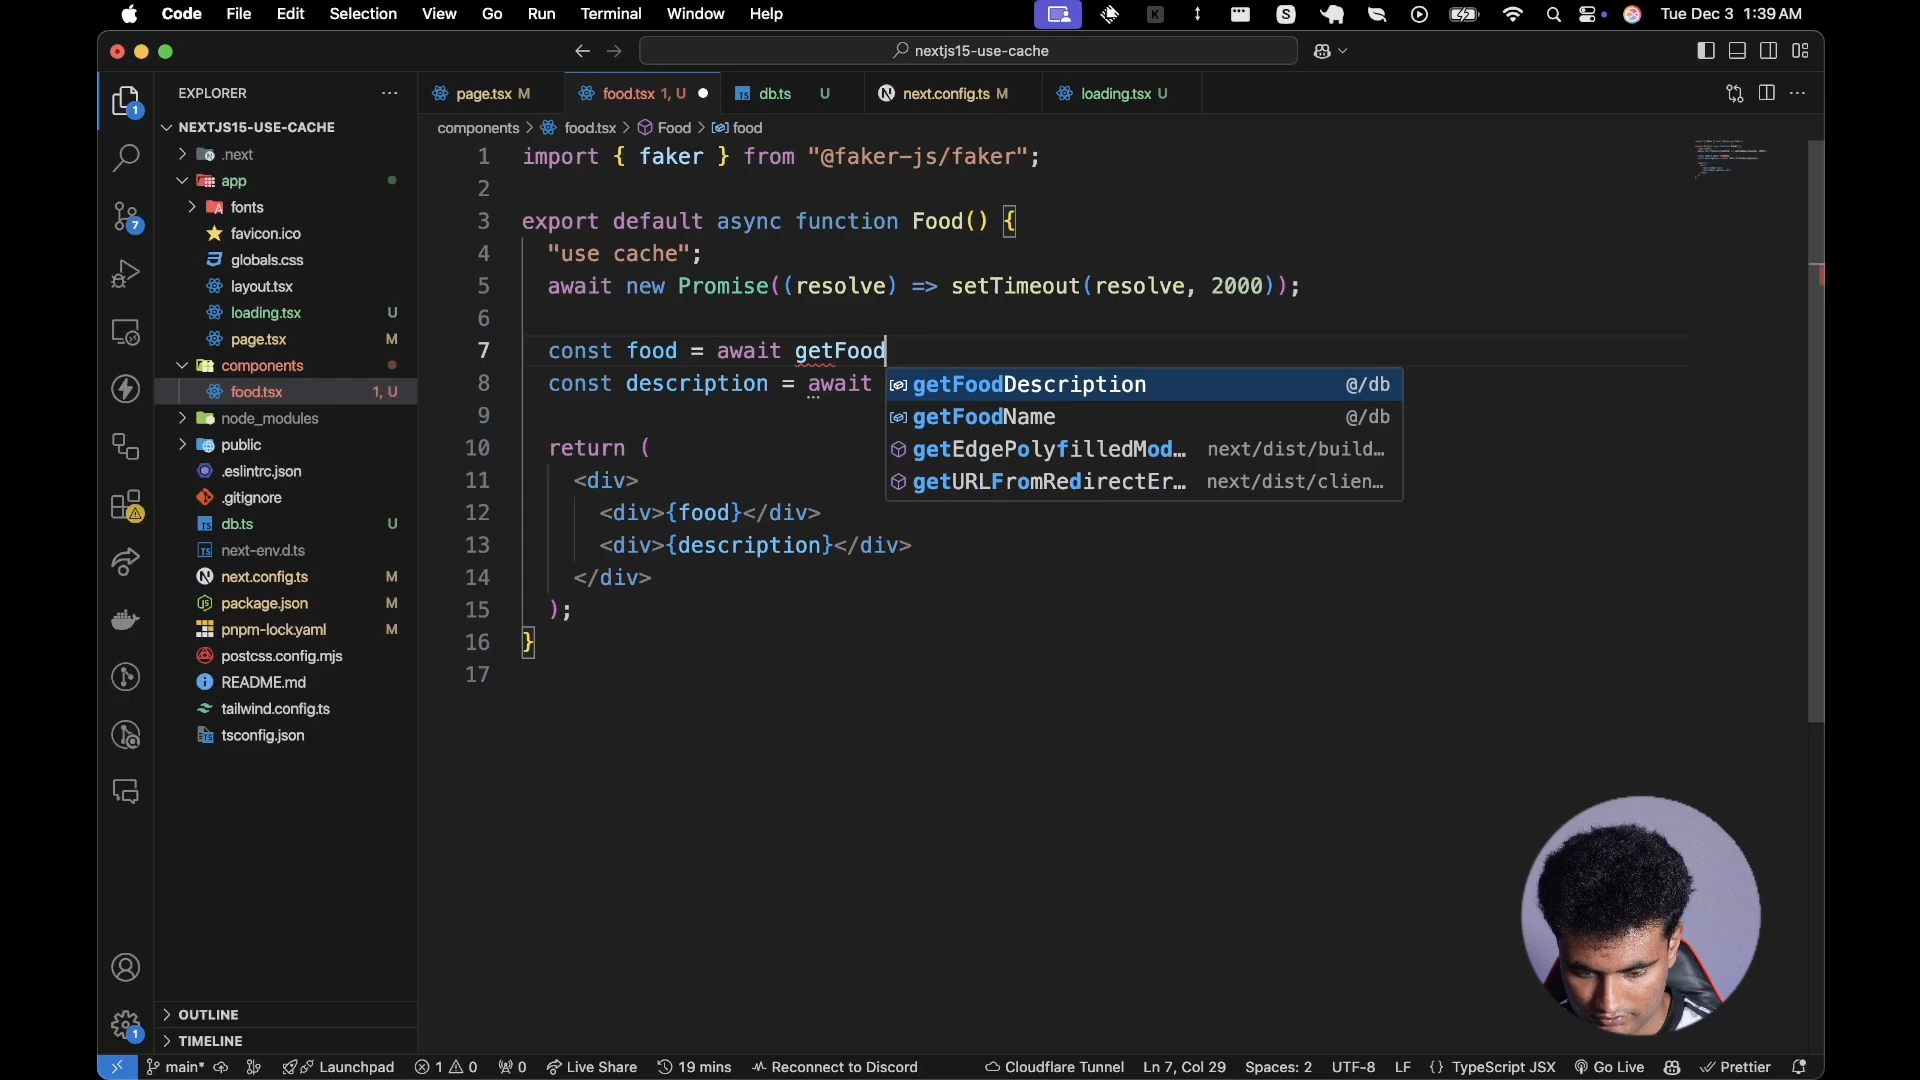 Code File Edit Selection View Go Run Terminal Window Help K S Tue Dec 3 1:39 AM
nextjs15-use-cache
EXPLORER
page.tsx M food.tsx 1, U db.ts U next.config.ts M loading.tsx U
components > food.tsx > Food > food
NEXTJS15-USE-CACHE
.next
app
fonts
favicon.ico
globals.css
layout.tsx
loading.tsx U
page.tsx M
components
food.tsx 1, U
node_modules
public
.eslintrc.json
.gitignore
db.ts U
next-env.d.ts
next.config.ts M
package.json M
pnpm-lock.yaml M
postcss.config.mjs
README.md
tailwind.config.ts
tsconfig.json
OUTLINE
TIMELINE
1
7
1
1 import { faker } from "@faker-js/faker";
2
3 export default async function Food() {
4 "use cache";
5 await new Promise((resolve) => setTimeout(resolve, 2000));
6
7 const food = await getFood
8 const description = await
9
10 return (
11 <div>
12 <div>{food}</div>
13 <div>{description}</div>
14 </div>
15 );
16 }
17
getFoodDescription @/db
getFoodName @/db
getEdgePolyfilledMod… next/dist/build…
getURLFromRedirectEr… next/dist/clien…
main* Launchpad 1 0 0 Live Share 19 mins Reconnect to Discord Cloudflare Tunnel Ln 7, Col 29 Spaces: 2 UTF-8 LF {} TypeScript JSX Go Live Prettier